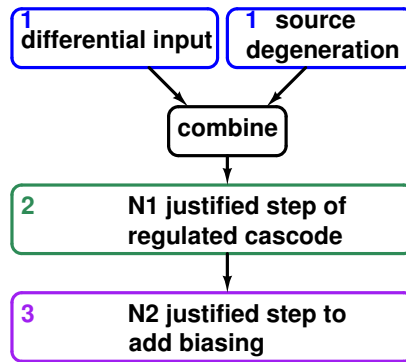 1
differential input
1 source
degeneration
combine
2 N1 justified step of
regulated cascode
3 N2 justified step to
add biasing